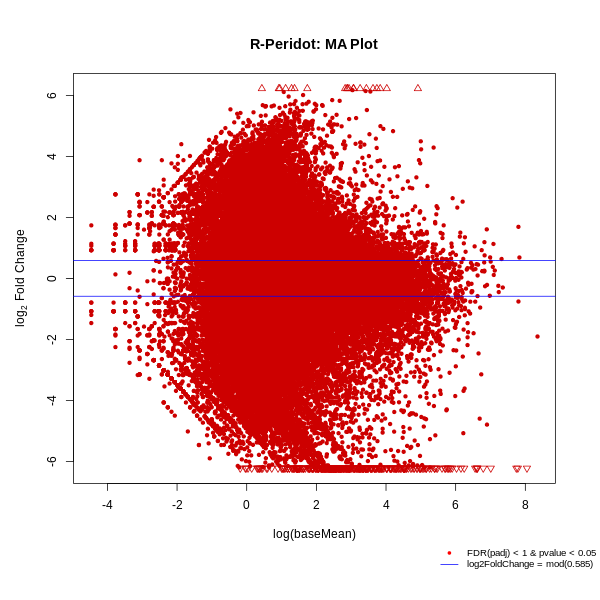 R-Peridot: MA Plot
log2 Fold Change
6
4
2
0
-2
-4
-6
-4 -2 0 2 4 6 8
log(baseMean)
FDR(padj) < 1 & pvalue < 0.05
log2FoldChange = mod(0.585)